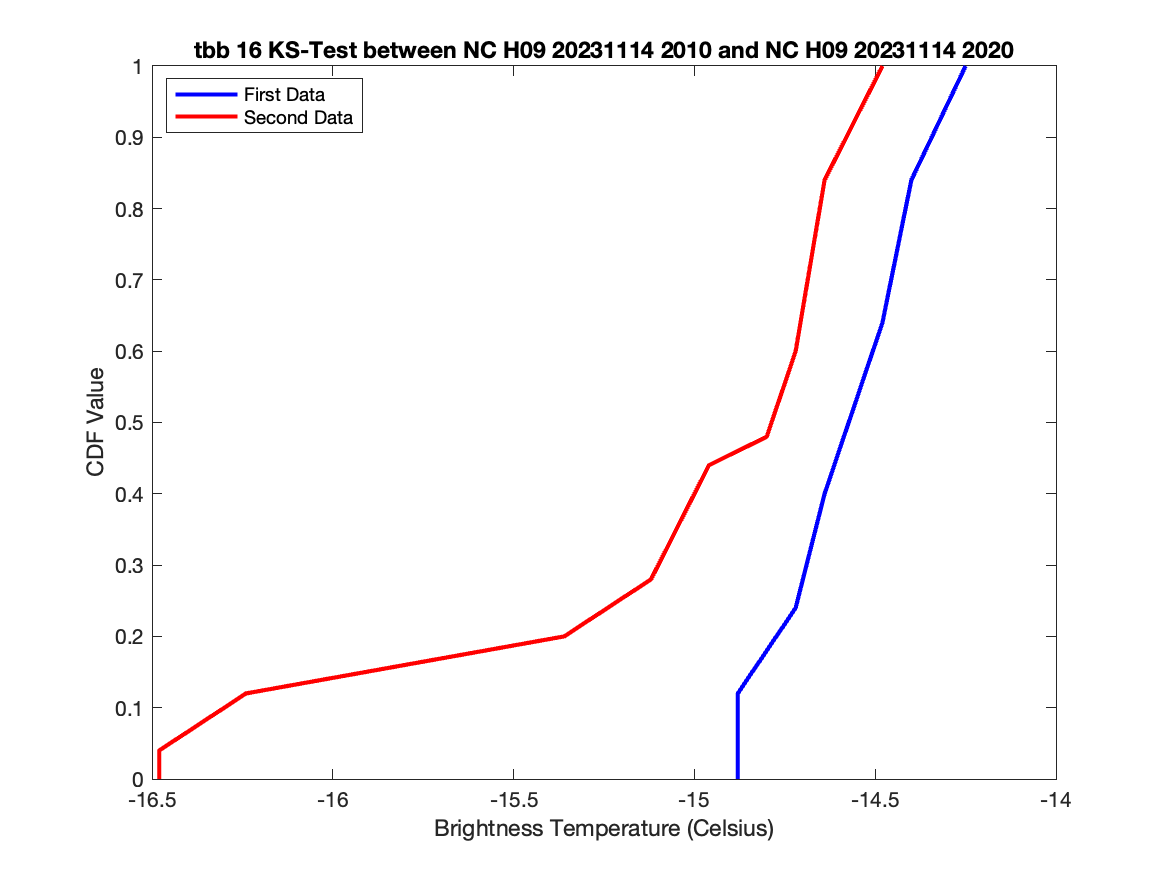 tbb 16 KS-Test between NC H09 20231114 2010 and NC H09 20231114 2020
First Data
Second Data
1
0.9
0.8
0.7
0.6
0.5
0.4
0.3
0.2
0.1
0
CDF Value
-16.5 -16 -15.5 -15 -14.5 -14
Brightness Temperature (Celsius)